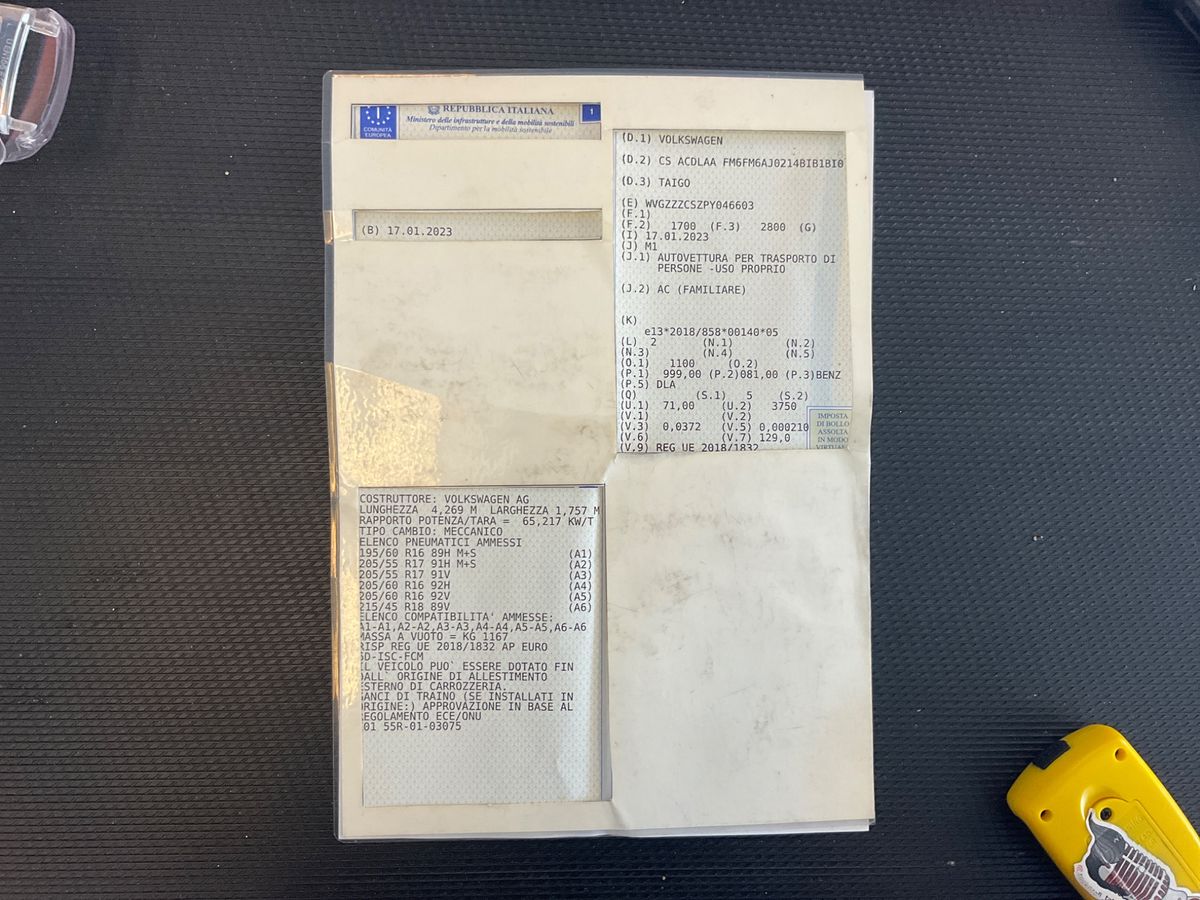 COMUNITÀ
EUROPEA
REPUBBLICA ITALIANA
Ministero delle infrastrutture e della mobilità sostenibili
Dipartimento per la mobilità sostenibile
1
(B) 17.01.2023
(D.1) VOLKSWAGEN
(D.2) CS ACDLAA FM6FM6AJ0214BIB1BI0
(D.3) TAIGO
(E) WVGZZZCSZPY046603
(F.1)
(F.2) 1700 (F.3) 2800 (G)
(I) 17.01.2023
(J) M1
(J.1) AUTOVETTURA PER TRASPORTO DI
PERSONE -USO PROPRIO
(J.2) AC (FAMILIARE)
(K)
e13*2018/858*00140*05
(L) 2 (N.1) (N.2)
(N.3) (N.4) (N.5)
(O.1) 1100 (O.2)
(P.1) 999,00 (P.2)081,00 (P.3)BENZ
(P.5) DLA
(Q) (S.1) 5 (S.2)
(U.1) 71,00 (U.2) 3750
(V.1) (V.2)
(V.3) 0,0372 (V.5) 0,000210
(V.6) (V.7) 129,0
(V.9) REG UE 2018/1832
IMPOSTA
DI BOLLO
ASSOLTA
IN MODO
VIRTUAL
COSTRUTTORE: VOLKSWAGEN AG
LUNGHEZZA 4,269 M LARGHEZZA 1,757 M
RAPPORTO POTENZA/TARA = 65,217 KW/T
TIPO CAMBIO: MECCANICO
ELENCO PNEUMATICI AMMESSI
195/60 R16 89H M+S (A1)
205/55 R17 91H M+S (A2)
205/55 R17 91V (A3)
205/60 R16 92H (A4)
205/60 R16 92V (A5)
215/45 R18 89V (A6)
ELENCO COMPATIBILITA' AMMESSE:
A1-A1,A2-A2,A3-A3,A4-A4,A5-A5,A6-A6
MASSA A VUOTO = KG 1167
RISP REG UE 2018/1832 AP EURO
6D-ISC-FCM
IL VEICOLO PUO` ESSERE DOTATO FIN
DALL` ORIGINE DI ALLESTIMENTO
ESTERNO DI CARROZZERIA.
GANCI DI TRAINO (SE INSTALLATI IN
ORIGINE:) APPROVAZIONE IN BASE AL
REGOLAMENTO ECE/ONU
01 55R-01-03075